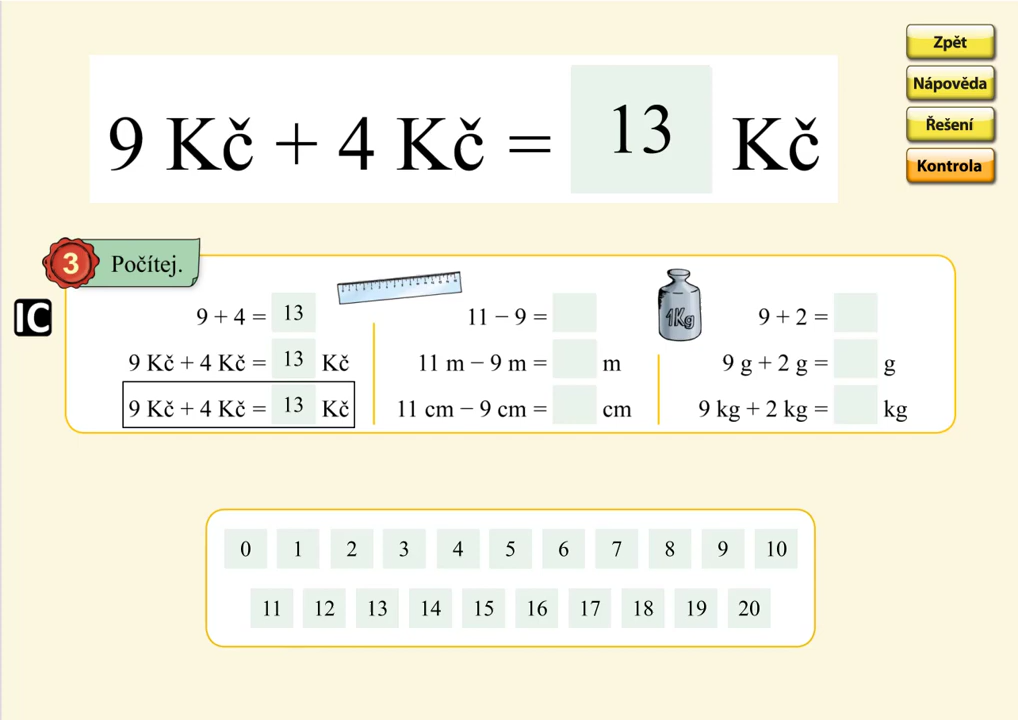 9 Kč + 4 Kč = 13 Kč
Zpět
Nápověda
Řešení
Kontrola
3 Počítej.
IC
9 + 4 = 13
9 Kč + 4 Kč = 13 Kč
9 Kč + 4 Kč = 13 Kč
11 − 9 =
11 m − 9 m = m
11 cm − 9 cm = cm
1Kg
9 + 2 =
9 g + 2 g = g
9 kg + 2 kg = kg
0 1 2 3 4 5 6 7 8 9 10
11 12 13 14 15 16 17 18 19 20